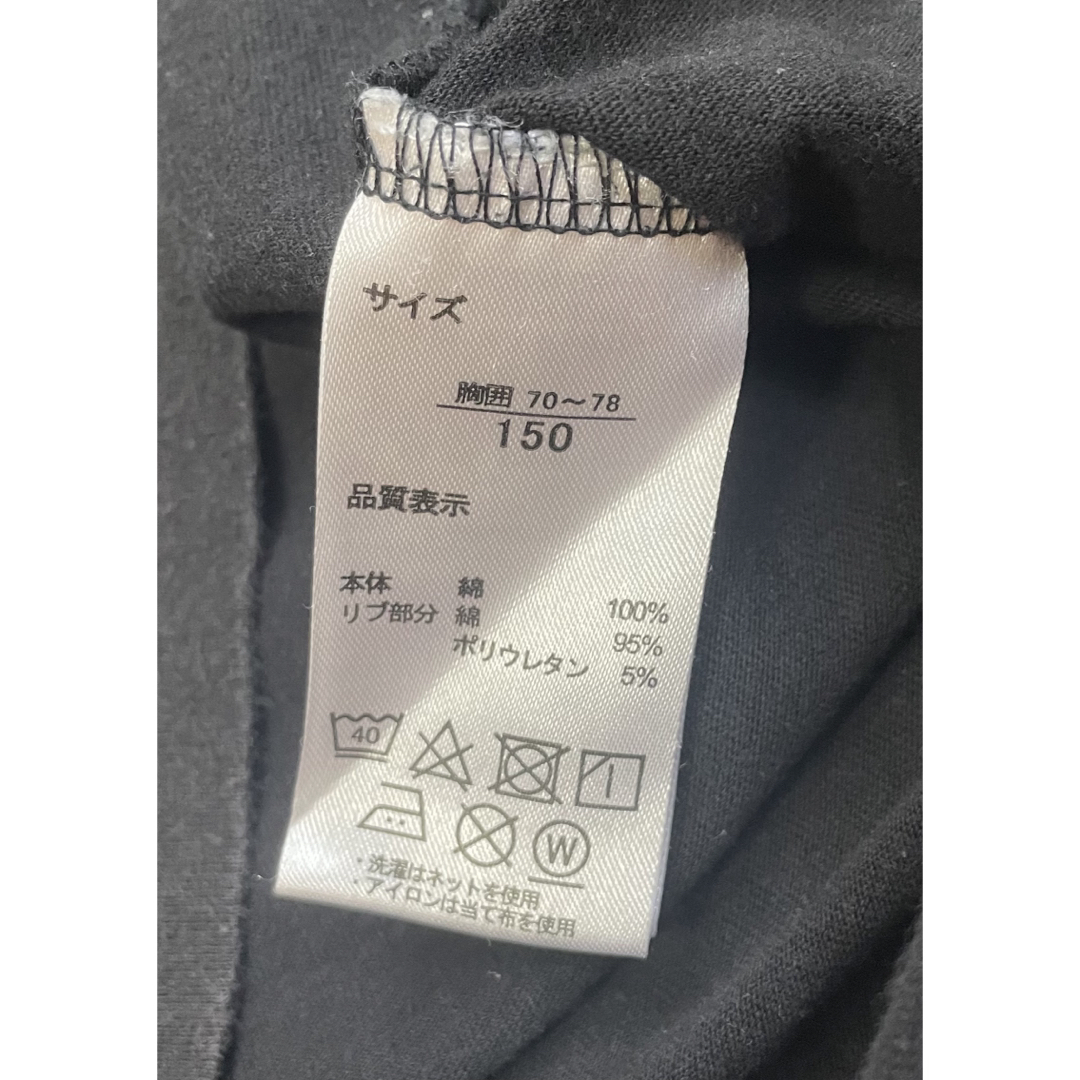 サイズ
胸囲 70～78
150
品質表示
本体 綿 100%
リブ部分 綿 95%
ポリウレタン 5%
40
W
・洗濯はネットを使用
・アイロンは当て布を使用